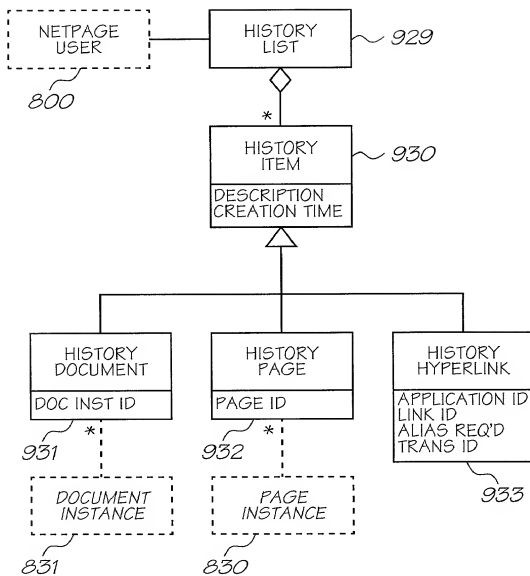 NETPAGE
USER
800
HISTORY
LIST
929
*
HISTORY
ITEM
930
DESCRIPTION
CREATION TIME
HISTORY
DOCUMENT
DOC INST ID
931
*
HISTORY
PAGE
PAGE ID
932
*
HISTORY
HYPERLINK
APPLICATION ID
LINK ID
ALIAS REQ'D
TRANS ID
933
DOCUMENT
INSTANCE
831
PAGE
INSTANCE
830